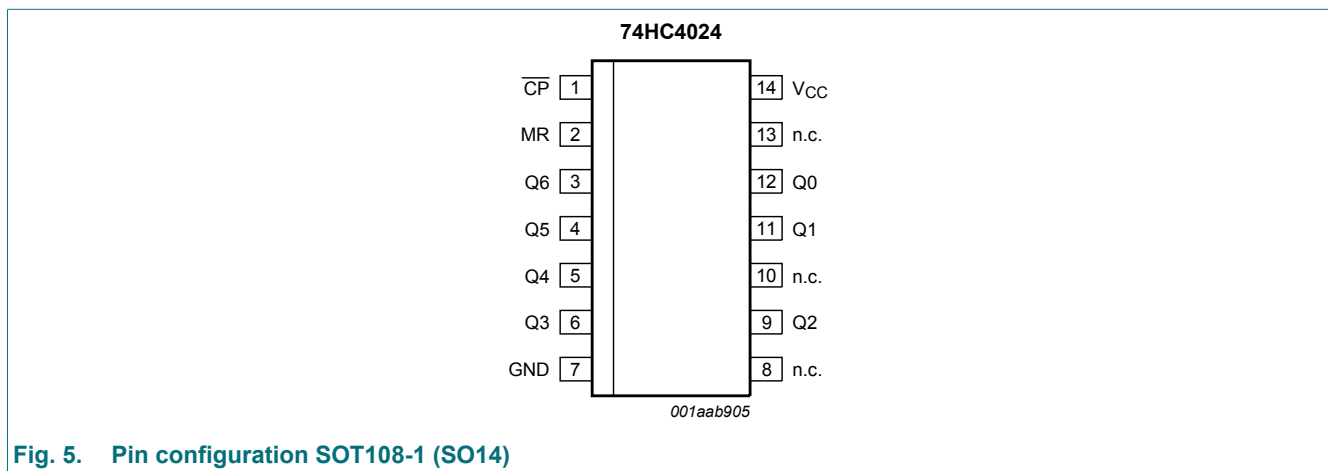 74HC4024
CP 1 14 VCC
MR 2 13 n.c.
Q6 3 12 Q0
Q5 4 11 Q1
Q4 5 10 n.c.
Q3 6 9 Q2
GND 7 8 n.c.
001aab905
Fig. 5. Pin configuration SOT108-1 (SO14)